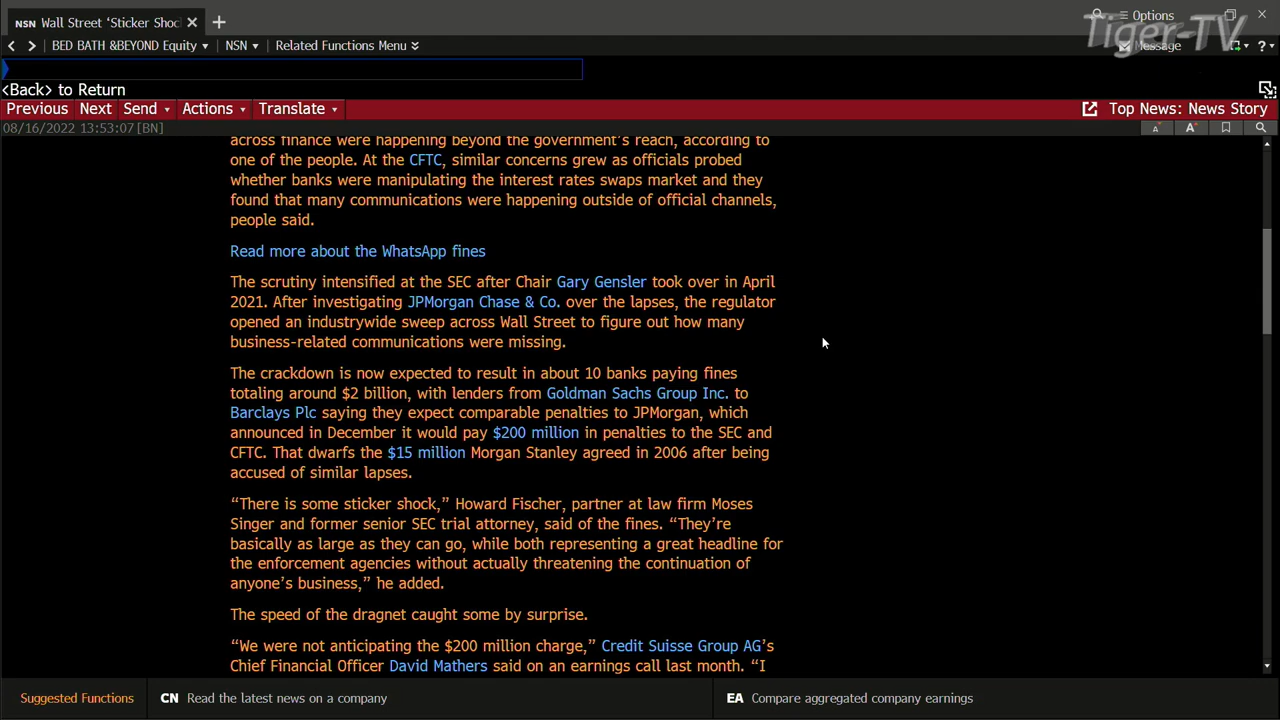 NSN Wall Street ‘Sticker Shoc
Options
Tiger-TV
BED BATH &BEYOND Equity NSN Related Functions Menu
Message
?
<Back> to Return
Previous Next Send Actions Translate Top News: News Story
08/16/2022 13:53:07[BN]
across finance were happening beyond the government’s reach, according to
one of the people. At the CFTC, similar concerns grew as officials probed
whether banks were manipulating the interest rates swaps market and they
found that many communications were happening outside of official channels,
people said.
Read more about the WhatsApp fines
The scrutiny intensified at the SEC after Chair Gary Gensler took over in April
2021. After investigating JPMorgan Chase & Co. over the lapses, the regulator
opened an industrywide sweep across Wall Street to figure out how many
business-related communications were missing.
The crackdown is now expected to result in about 10 banks paying fines
totaling around $2 billion, with lenders from Goldman Sachs Group Inc. to
Barclays Plc saying they expect comparable penalties to JPMorgan, which
announced in December it would pay $200 million in penalties to the SEC and
CFTC. That dwarfs the $15 million Morgan Stanley agreed in 2006 after being
accused of similar lapses.
“There is some sticker shock,” Howard Fischer, partner at law firm Moses
Singer and former senior SEC trial attorney, said of the fines. “They’re
basically as large as they can go, while both representing a great headline for
the enforcement agencies without actually threatening the continuation of
anyone’s business,” he added.
The speed of the dragnet caught some by surprise.
“We were not anticipating the $200 million charge,” Credit Suisse Group AG’s
Chief Financial Officer David Mathers said on an earnings call last month. “I
Suggested Functions CN Read the latest news on a company EA Compare aggregated company earnings